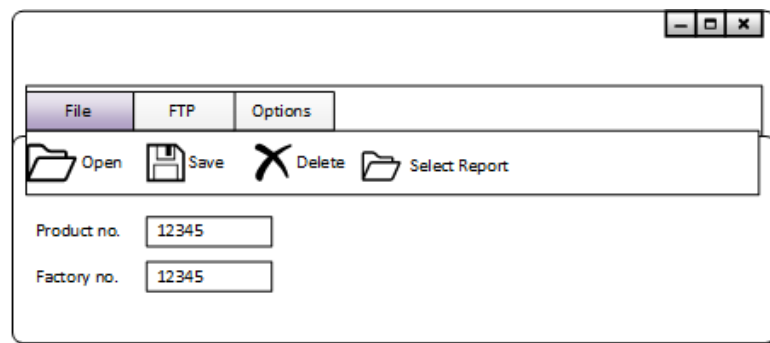 File FTP Options
Open Save Delete Select Report
Product no. 12345
Factory no. 12345